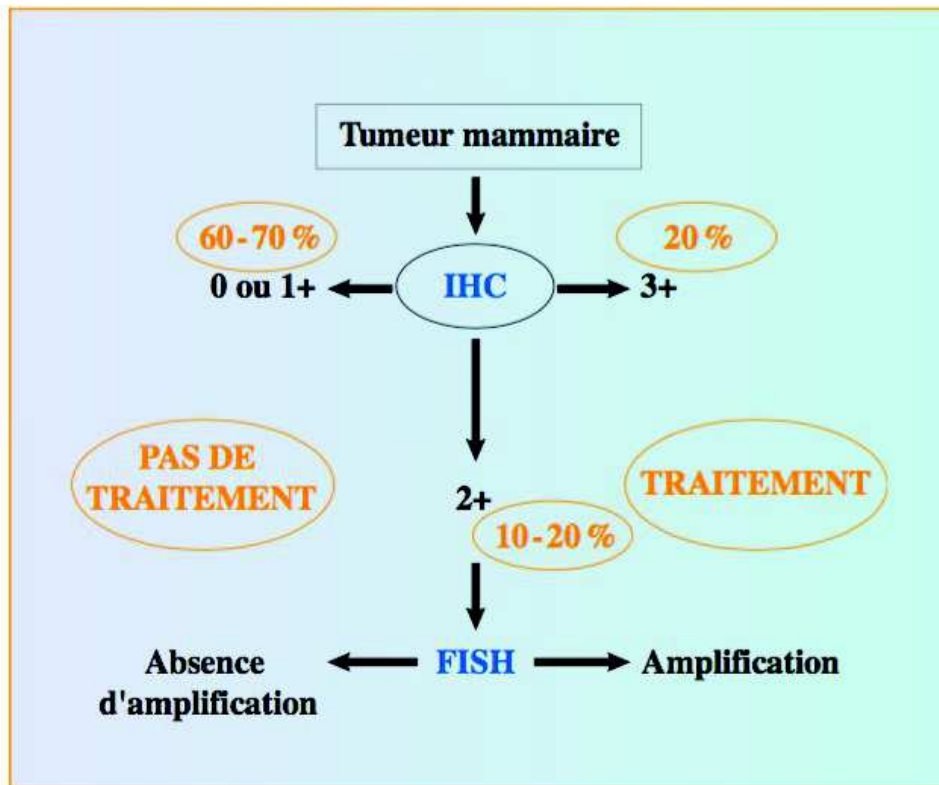 Tumeur mammaire
60-70 %
20 %
0 ou 1+
IHC
3+
PAS DE
TRAITEMENT
TRAITEMENT
2+
10-20 %
Absence
d'amplification
FISH
Amplification